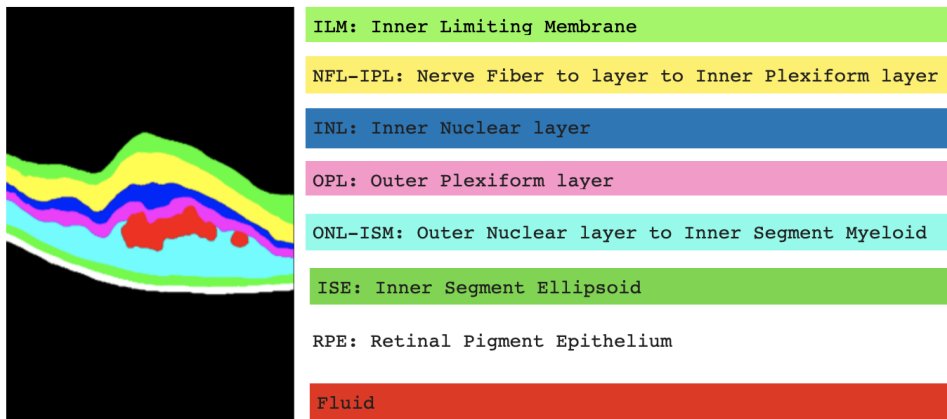 ILM: Inner Limiting Membrane
NFL-IPL: Nerve Fiber to layer to Inner Plexiform layer
INL: Inner Nuclear layer
OPL: Outer Plexiform layer
ONL-ISM: Outer Nuclear layer to Inner Segment Myeloid
ISE: Inner Segment Ellipsoid
RPE: Retinal Pigment Epithelium
Fluid